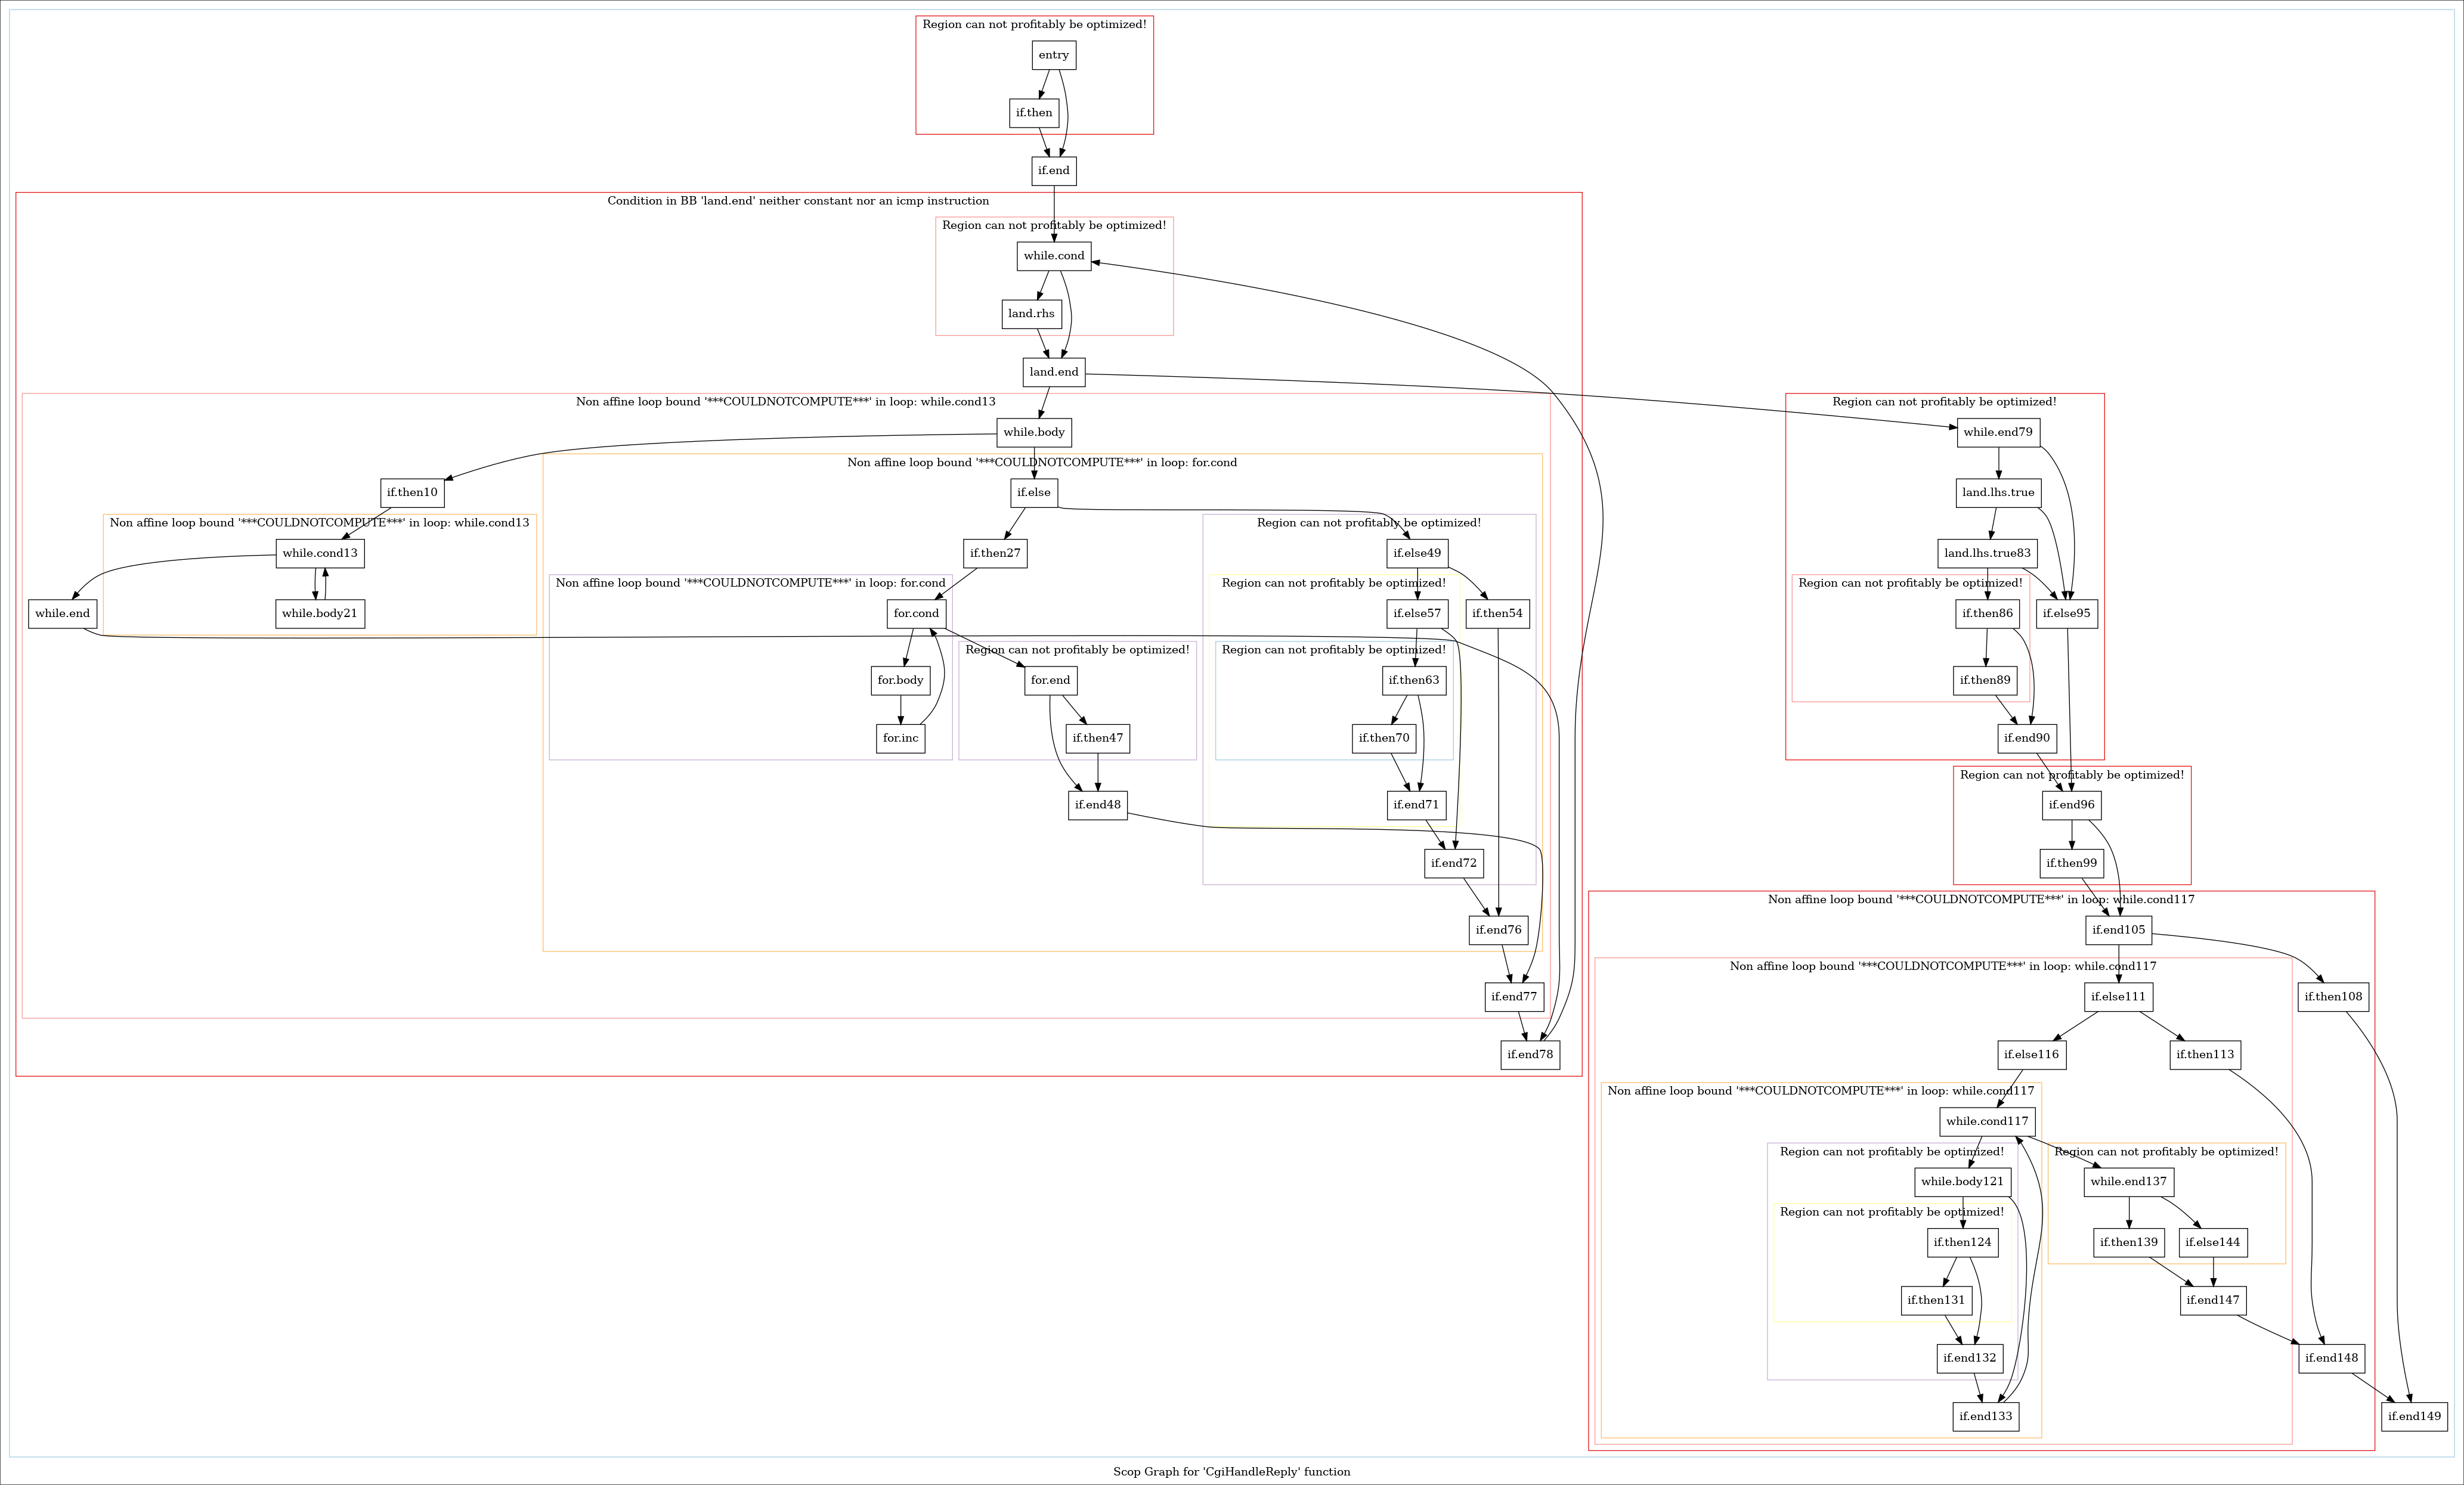 Region can not profitably be optimized!
entry
if.then
if.end
Condition in BB 'land.end' neither constant nor an icmp instruction
Region can not profitably be optimized!
while.cond
land.rhs
land.end
Non affine loop bound '***COULDNOTCOMPUTE***' in loop: while.cond13
while.body
if.then10
Non affine loop bound '***COULDNOTCOMPUTE***' in loop: while.cond13
while.cond13
while.end
while.body21
Non affine loop bound '***COULDNOTCOMPUTE***' in loop: for.cond
if.else
if.then27
Non affine loop bound '***COULDNOTCOMPUTE***' in loop: for.cond
for.cond
for.body
for.inc
Region can not profitably be optimized!
for.end
if.then47
if.end48
Region can not profitably be optimized!
if.else49
Region can not profitably be optimized!
if.else57
if.then54
Region can not profitably be optimized!
if.then63
if.then70
if.end71
if.end72
if.end76
if.end77
if.end78
Region can not profitably be optimized!
while.end79
land.lhs.true
land.lhs.true83
Region can not profitably be optimized!
if.then86
if.else95
if.then89
if.end90
Region can not profitably be optimized!
if.end96
if.then99
Non affine loop bound '***COULDNOTCOMPUTE***' in loop: while.cond117
if.end105
Non affine loop bound '***COULDNOTCOMPUTE***' in loop: while.cond117
if.else111
if.then108
if.else116
if.then113
Non affine loop bound '***COULDNOTCOMPUTE***' in loop: while.cond117
while.cond117
Region can not profitably be optimized!
while.body121
Region can not profitably be optimized!
if.then124
if.then131
if.end132
if.end133
Region can not profitably be optimized!
while.end137
if.then139
if.else144
if.end147
if.end148
if.end149
Scop Graph for 'CgiHandleReply' function